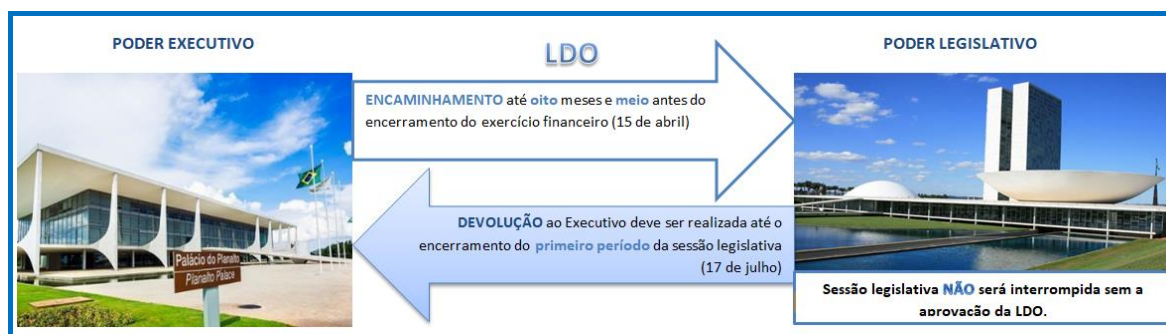 PODER EXECUTIVO
LDO
PODER LEGISLATIVO
ENCAMINHAMENTO até oito meses e meio antes do
encerramento do exercício financeiro (15 de abril)
DEVOLUÇÃO ao Executivo deve ser realizada até o
encerramento do primeiro período da sessão legislativa
(17 de julho)
Palácio do Planalto
Planalto Palace
Sessão legislativa NÃO será interrompida sem a
aprovação da LDO.